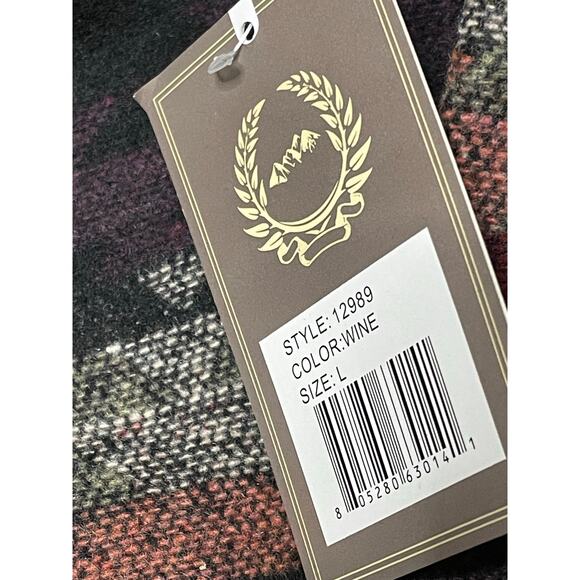 STYLE: 12989
COLOR:WINE
SIZE: L
8 05280 63014 1